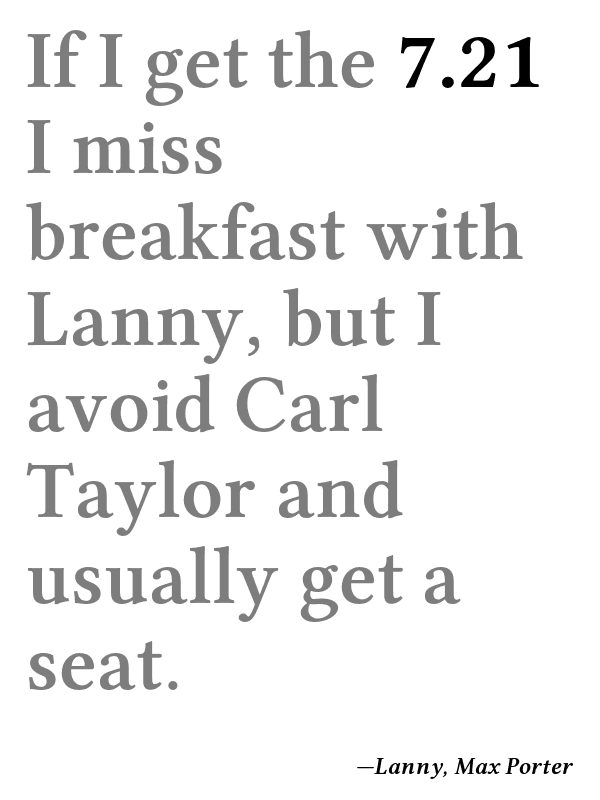 If I get the 7.21
I miss
breakfast with
Lanny, but I
avoid Carl
Taylor and
usually get a
seat.
—Lanny, Max Porter